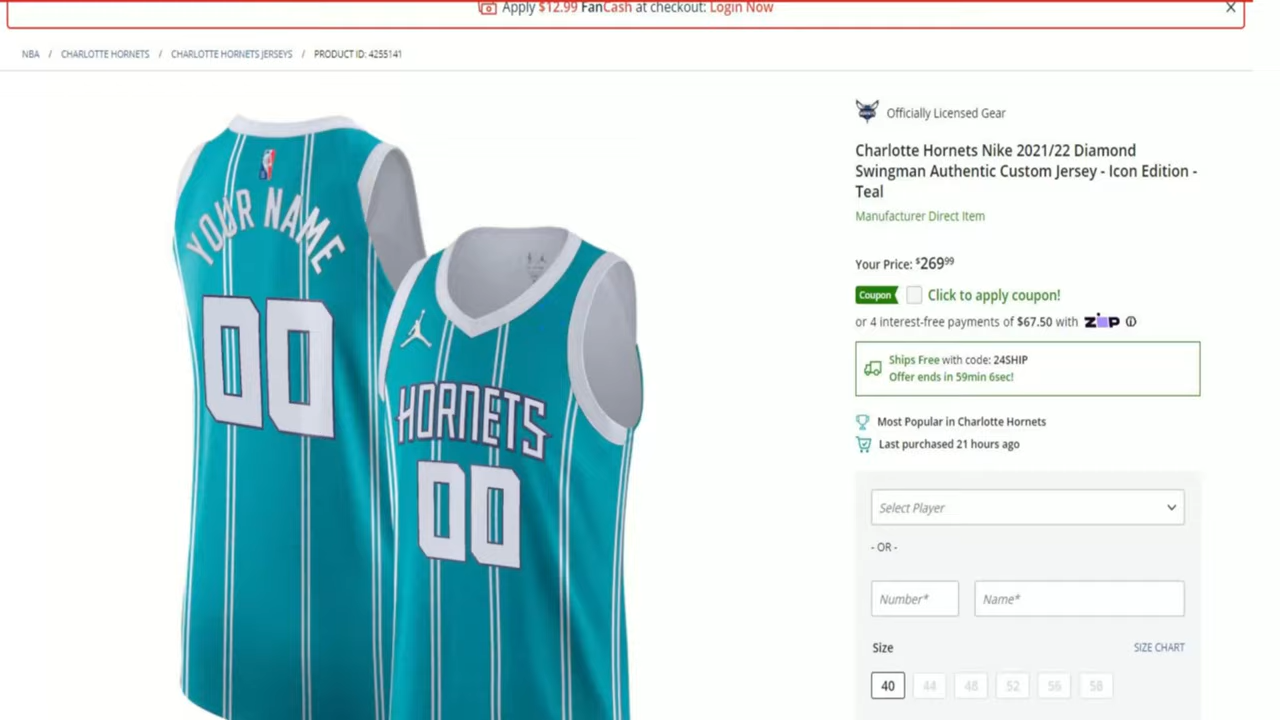 Apply $12.99 FanCash at checkout: Login Now
NBA / CHARLOTTE HORNETS / CHARLOTTE HORNETS JERSEYS / PRODUCT ID: 4255141
Officially Licensed Gear
Charlotte Hornets Nike 2021/22 Diamond
Swingman Authentic Custom Jersey - Icon Edition -
Teal
Manufacturer Direct Item
Your Price: $26999
Coupon Click to apply coupon!
or 4 interest-free payments of $67.50 with ZIP
Ships Free with code: 24SHIP
Offer ends in 59min 6sec!
Most Popular in Charlotte Hornets
Last purchased 21 hours ago
Select Player
- OR -
Number* Name*
Size SIZE CHART
40 44 48 52 56 58
YOUR NAME
00
HORNETS
00